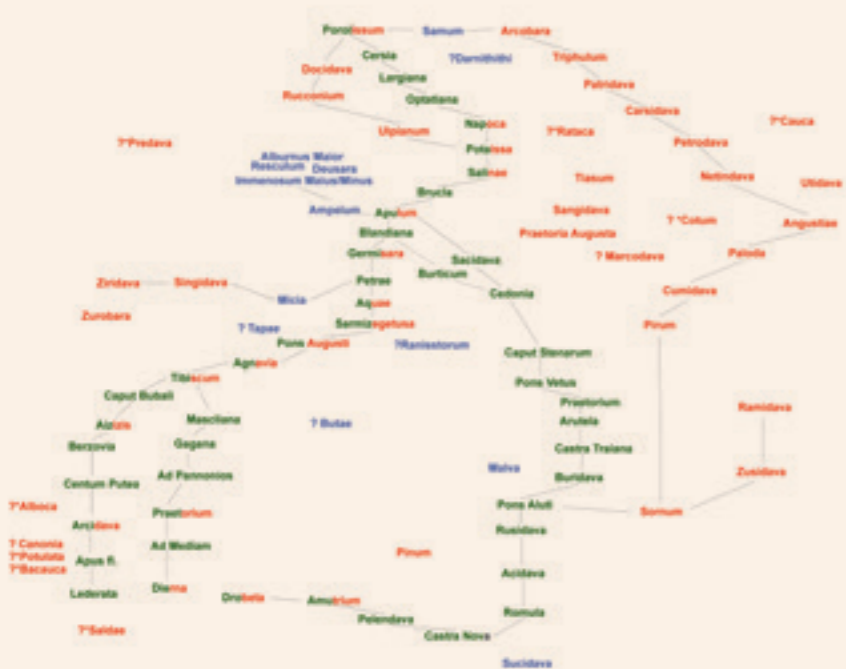 Porolissum
Samum
Arcobara
Cersia
?Darnithithi
Triphulum
Docidava
Largiana
Patridava
Rucconium
Optatiana
Carsidava
?*Cauca
Napoca
?*Rataca
Ulpianum
Petrodava
?*Predava
Potaissa
Alburnus Maior
Resculum
Deusara
Salinae
Netindava
Immenosum Maius/Minus
Tiasum
Utidava
Brucla
Ampelum
Apulum
Sangidava
? *Cotum
Angustiae
Blandiana
Praetoria Augusta
Germisara
Sacidava
? Marcodava
Paloda
Burticum
Ziridava
Singidava
Petrae
Cedonia
Cumidava
Micia
Aquae
Zurobara
? Tapae
Sarmizegetusa
Pirum
Pons Augusti
?Ranisstorum
Caput Stenarum
Agnavia
Tibiscum
Pons Vetus
Caput Bubali
Praetorium
Ramidava
Aizizis
Mascliana
? Butae
Arutela
Berzovia
Gagana
Castra Traiana
Malva
Zusidava
Centum Putea
Ad Pannonios
Buridava
?*Alboca
Pons Aluti
Sornum
Arcidava
Praetorium
Rusidava
? Canonia
Ad Mediam
Pinum
?*Potulata
Apus fl.
?*Bacauca
Acidava
Lederata
Dierna
Drobeta
Amutrium
Romula
Pelendava
?*Saldae
Castra Nova
Sucidava